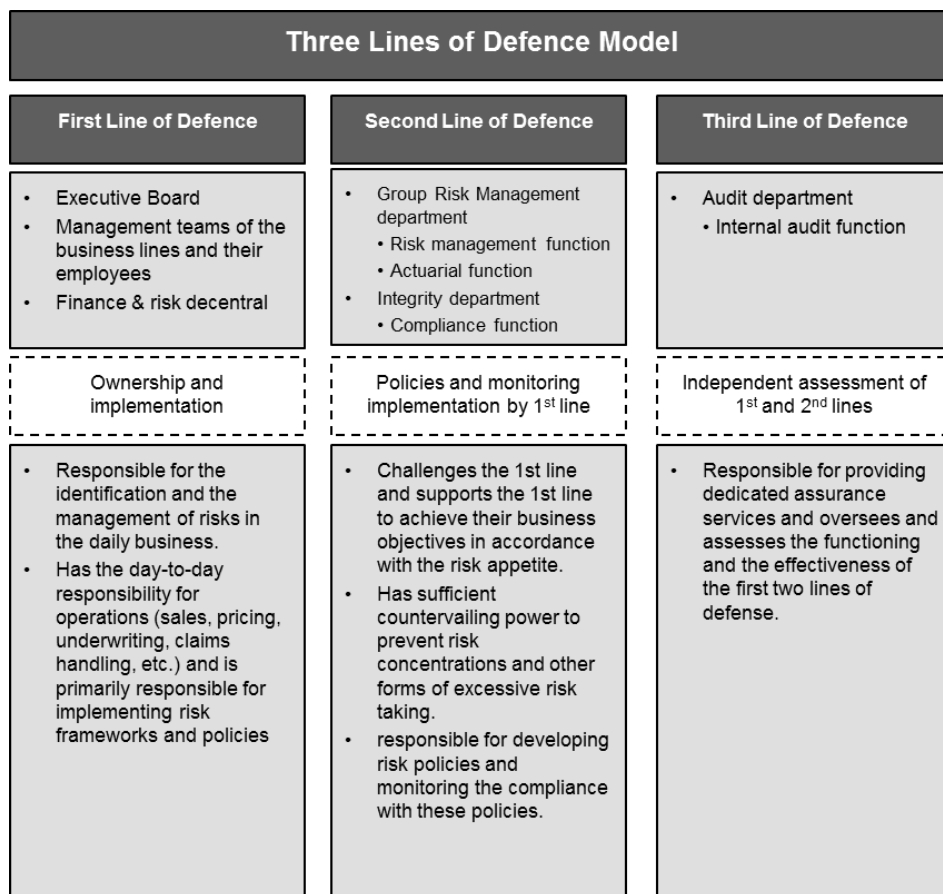 Three Lines of Defence Model
First Line of Defence
• Executive Board
• Management teams of the
business lines and their
employees
• Finance & risk decentral
Ownership and
implementation
• Responsible for the
identification and the
management of risks in
the daily business.
• Has the day-to-day
responsibility for
operations (sales, pricing,
underwriting, claims
handling, etc.) and is
primarily responsible for
implementing risk
frameworks and policies
Second Line of Defence
• Group Risk Management
department
• Risk management function
• Actuarial function
• Integrity department
• Compliance function
Policies and monitoring
implementation by 1st line
• Challenges the 1st line
and supports the 1st line
to achieve their business
objectives in accordance
with the risk appetite.
• Has sufficient
countervailing power to
prevent risk
concentrations and other
forms of excessive risk
taking.
• responsible for developing
risk policies and
monitoring the compliance
with these policies.
Third Line of Defence
• Audit department
• Internal audit function
Independent assessment of
1st and 2nd lines
• Responsible for providing
dedicated assurance
services and oversees and
assesses the functioning
and the effectiveness of
the first two lines of
defense.